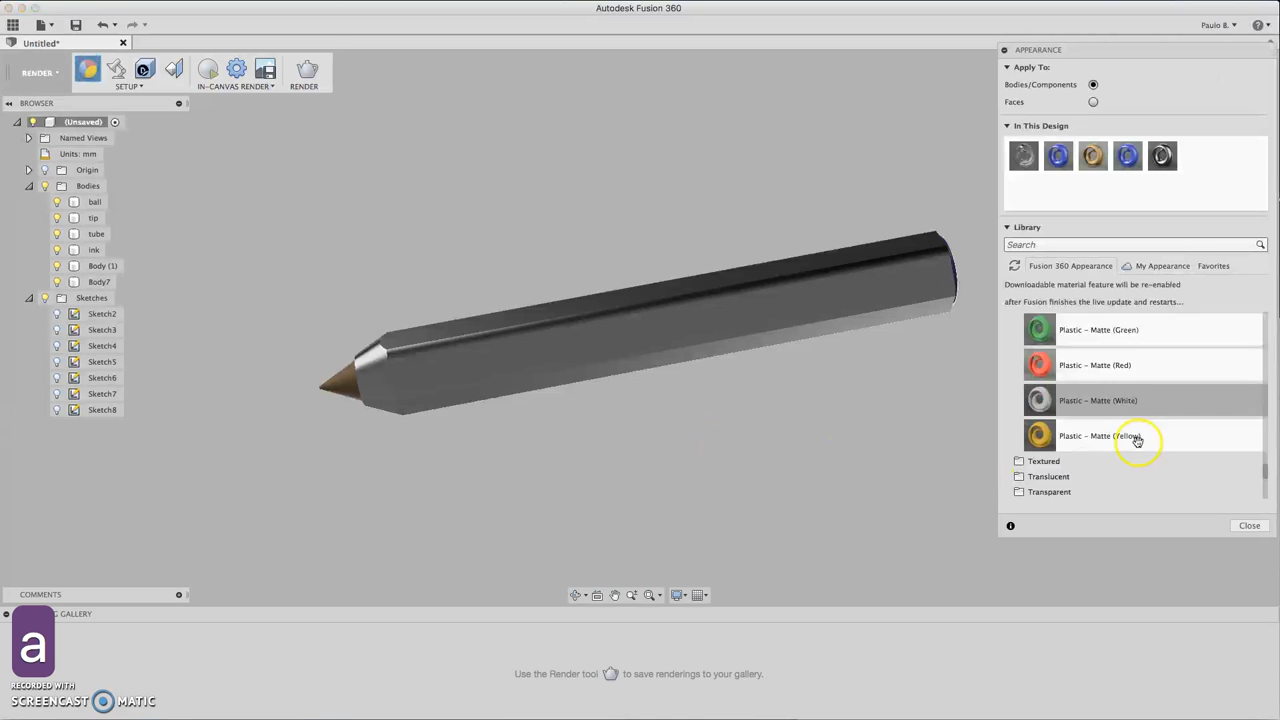 Autodesk Fusion 360
Paulo B.
Untitled*
RENDER
SETUP
IN-CANVAS RENDER
RENDER
BROWSER
(Unsaved)
Named Views
Units: mm
Origin
Bodies
ball
tip
tube
ink
Body (1)
Body7
Sketches
Sketch2
Sketch3
Sketch4
Sketch5
Sketch6
Sketch7
Sketch8
APPEARANCE
Apply To:
Bodies/Components
Faces
In This Design
Library
Search
Fusion 360 Appearance
My Appearance
Favorites
Downloadable material feature will be re-enabled
after Fusion finishes the live update and restarts...
Plastic - Matte (Green)
Plastic - Matte (Red)
Plastic - Matte (White)
Plastic - Matte (Yellow)
Textured
Translucent
Transparent
Close
COMMENTS
GALLERY
Use the Render tool to save renderings to your gallery.
a
RECORDED WITH
SCREENCAST MATIC